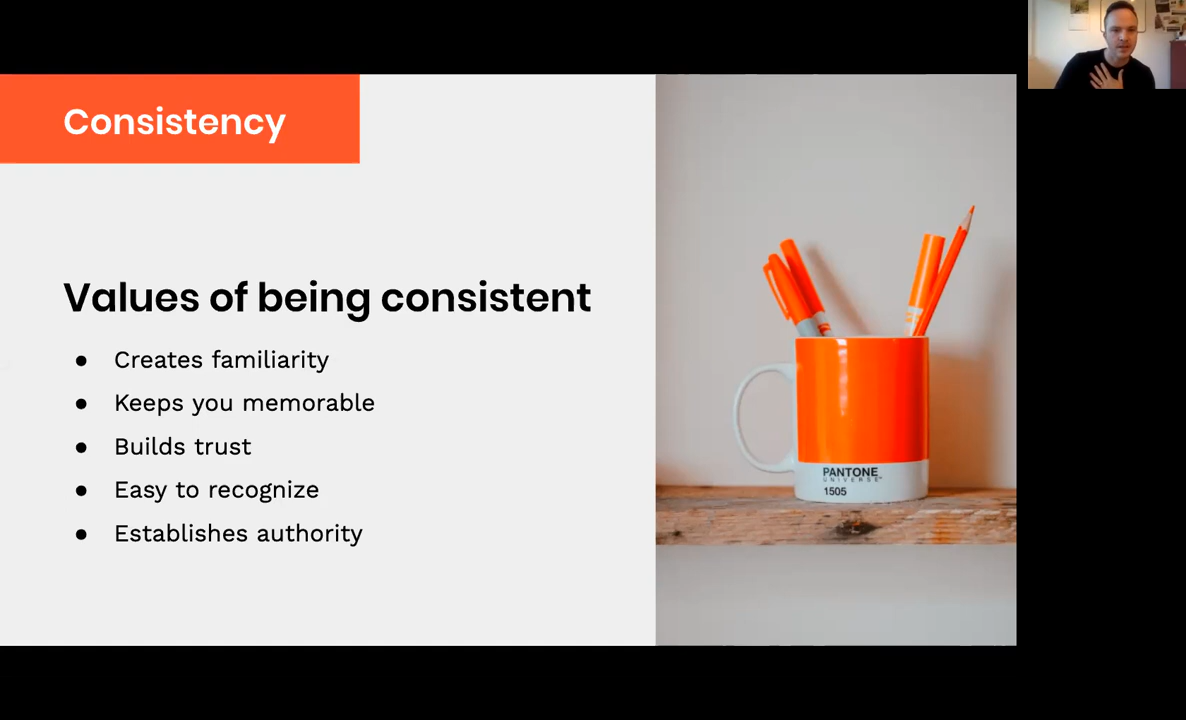 Consistency
Values of being consistent
● Creates familiarity
● Keeps you memorable
● Builds trust
● Easy to recognize
● Establishes authority
PANTONE
UNIVERSE™
1505